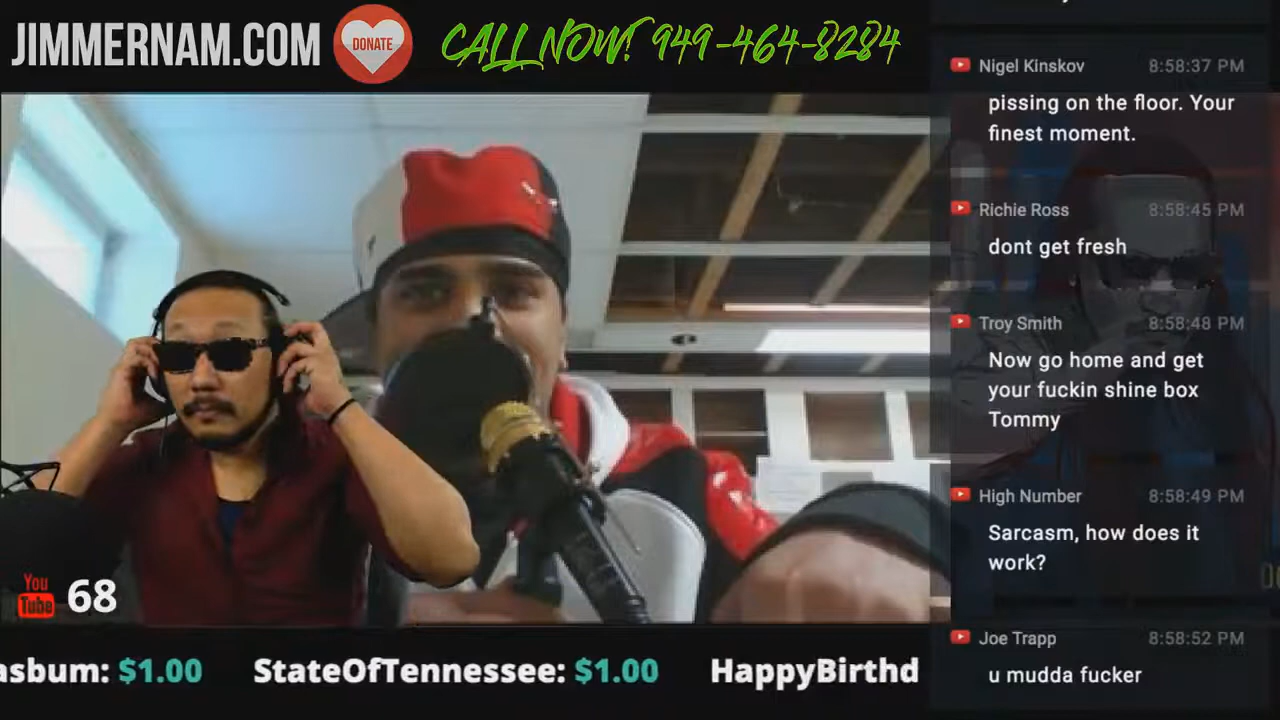 JIMMERNAM.COM
DONATE
CALL NOW! 949-464-8284
Nigel Kinskov 8:58:37 PM
pissing on the floor. Your
finest moment.
Richie Ross 8:58:45 PM
dont get fresh
Troy Smith 8:58:48 PM
Now go home and get
your fuckin shine box
Tommy
High Number 8:58:49 PM
Sarcasm, how does it
work?
Joe Trapp 8:58:52 PM
u mudda fucker
You
Tube
68
asbum: $1.00 StateOfTennessee: $1.00 HappyBirthd